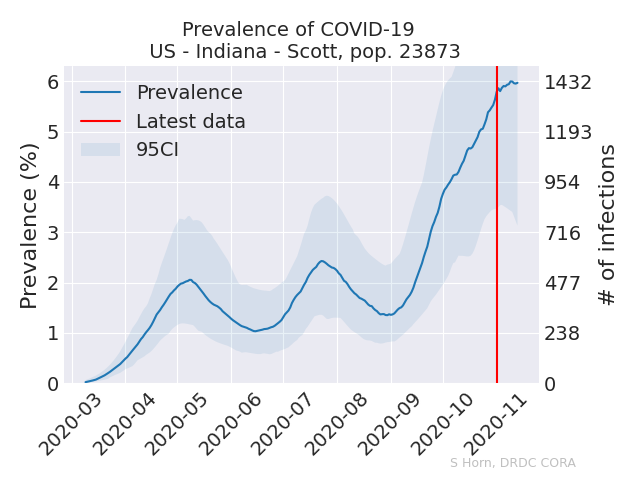 Prevalence of COVID-19
US - Indiana - Scott, pop. 23873
Prevalence
Latest data
95CI
Prevalence (%)
6
5
4
3
2
1
0
1432
1193
954
716
477
238
0
# of infections
2020-03
2020-04
2020-05
2020-06
2020-07
2020-08
2020-09
2020-10
2020-11
S Horn, DRDC CORA